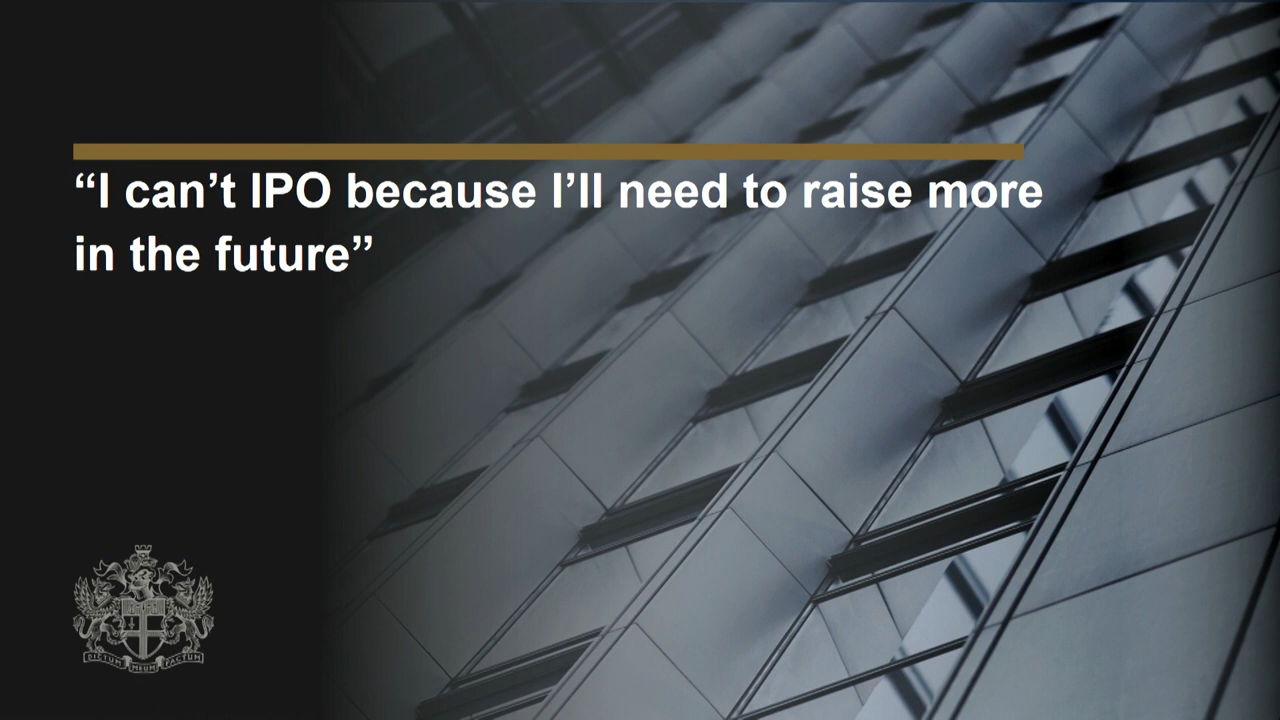 “I can’t IPO because I’ll need to raise more
in the future”
DICTUM MEUM PACTUM